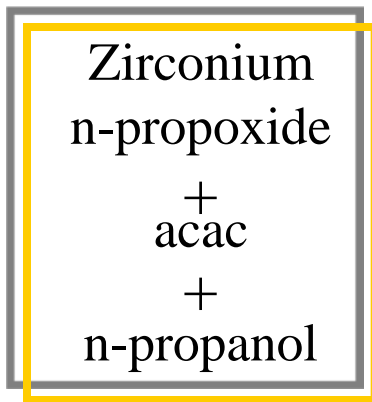 Zirconium
n-propoxide
+
acac
+
n-propanol